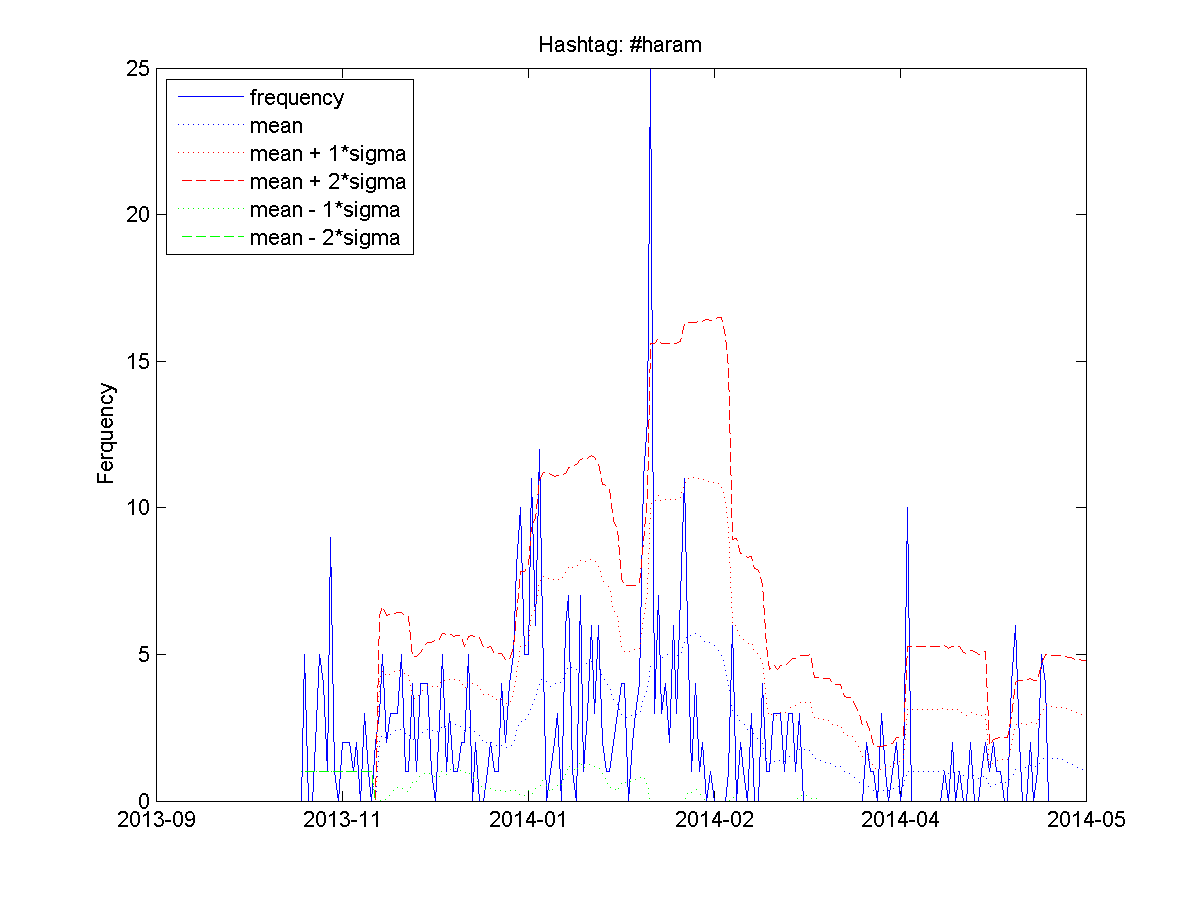 Hashtag: #haram
25
20
15
10
5
0
Ferquency
frequency
mean
mean + 1*sigma
mean + 2*sigma
mean - 1*sigma
mean - 2*sigma
2013-09 2013-11 2014-01 2014-02 2014-04 2014-05